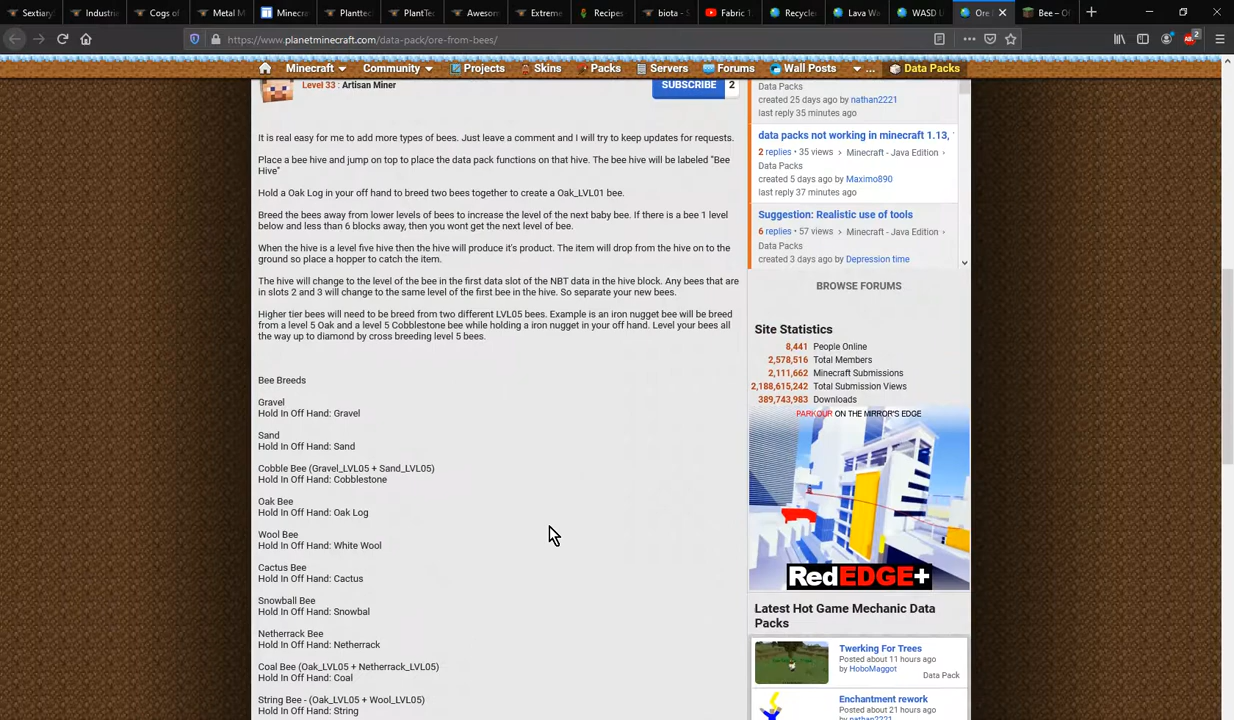 Sextiary
Industri
Cogs of
Metal M
Minecr
Planttec
PlantTec
Awesom
Extreme
Recipes
biota - S
Fabric 1.
Recycle
Lava Wa
WASD L
Ore
Bee – O
https://www.planetminecraft.com/data-pack/ore-from-bees/
2
Minecraft
Community
Projects
Skins
Packs
Servers
Forums
Wall Posts
...
Data Packs
Level 33 : Artisan Miner
SUBSCRIBE 2
It is real easy for me to add more types of bees. Just leave a comment and I will try to keep updates for requests.
Place a bee hive and jump on top to place the data pack functions on that hive. The bee hive will be labeled "Bee
Hive"
Hold a Oak Log in your off hand to breed two bees together to create a Oak_LVL01 bee.
Breed the bees away from lower levels of bees to increase the level of the next baby bee. If there is a bee 1 level
below and less than 6 blocks away, then you wont get the next level of bee.
When the hive is a level five hive then the hive will produce it's product. The item will drop from the hive on to the
ground so place a hopper to catch the item.
The hive will change to the level of the bee in the first data slot of the NBT data in the hive block. Any bees that are
in slots 2 and 3 will change to the same level of the first bee in the hive. So separate your new bees.
Higher tier bees will need to be breed from two different LVL05 bees. Example is an iron nugget bee will be breed
from a level 5 Oak and a level 5 Cobblestone bee while holding a iron nugget in your off hand. Level your bees all
the way up to diamond by cross breeding level 5 bees.
Bee Breeds
Gravel
Hold In Off Hand: Gravel
Sand
Hold In Off Hand: Sand
Cobble Bee (Gravel_LVL05 + Sand_LVL05)
Hold In Off Hand: Cobblestone
Oak Bee
Hold In Off Hand: Oak Log
Wool Bee
Hold In Off Hand: White Wool
Cactus Bee
Hold In Off Hand: Cactus
Snowball Bee
Hold In Off Hand: Snowbal
Netherrack Bee
Hold In Off Hand: Netherrack
Coal Bee (Oak_LVL05 + Netherrack_LVL05)
Hold In Off Hand: Coal
String Bee - (Oak_LVL05 + Wool_LVL05)
Hold In Off Hand: String
Data Packs
created 25 days ago by nathan2221
last reply 35 minutes ago
data packs not working in minecraft 1.13,
2 replies • 35 views › Minecraft - Java Edition ›
Data Packs
created 5 days ago by Maximo890
last reply 37 minutes ago
Suggestion: Realistic use of tools
6 replies • 57 views › Minecraft - Java Edition ›
Data Packs
created 3 days ago by Depression time
BROWSE FORUMS
Site Statistics
8,441 People Online
2,578,516 Total Members
2,111,662 Minecraft Submissions
2,188,615,242 Total Submission Views
389,743,983 Downloads
PARKOUR ON THE MIRROR'S EDGE
RedEDGE+
Latest Hot Game Mechanic Data
Packs
Twerking For Trees
Posted about 11 hours ago
by HoboMaggot
Data Pack
Enchantment rework
Posted about 21 hours ago
by nathan2221